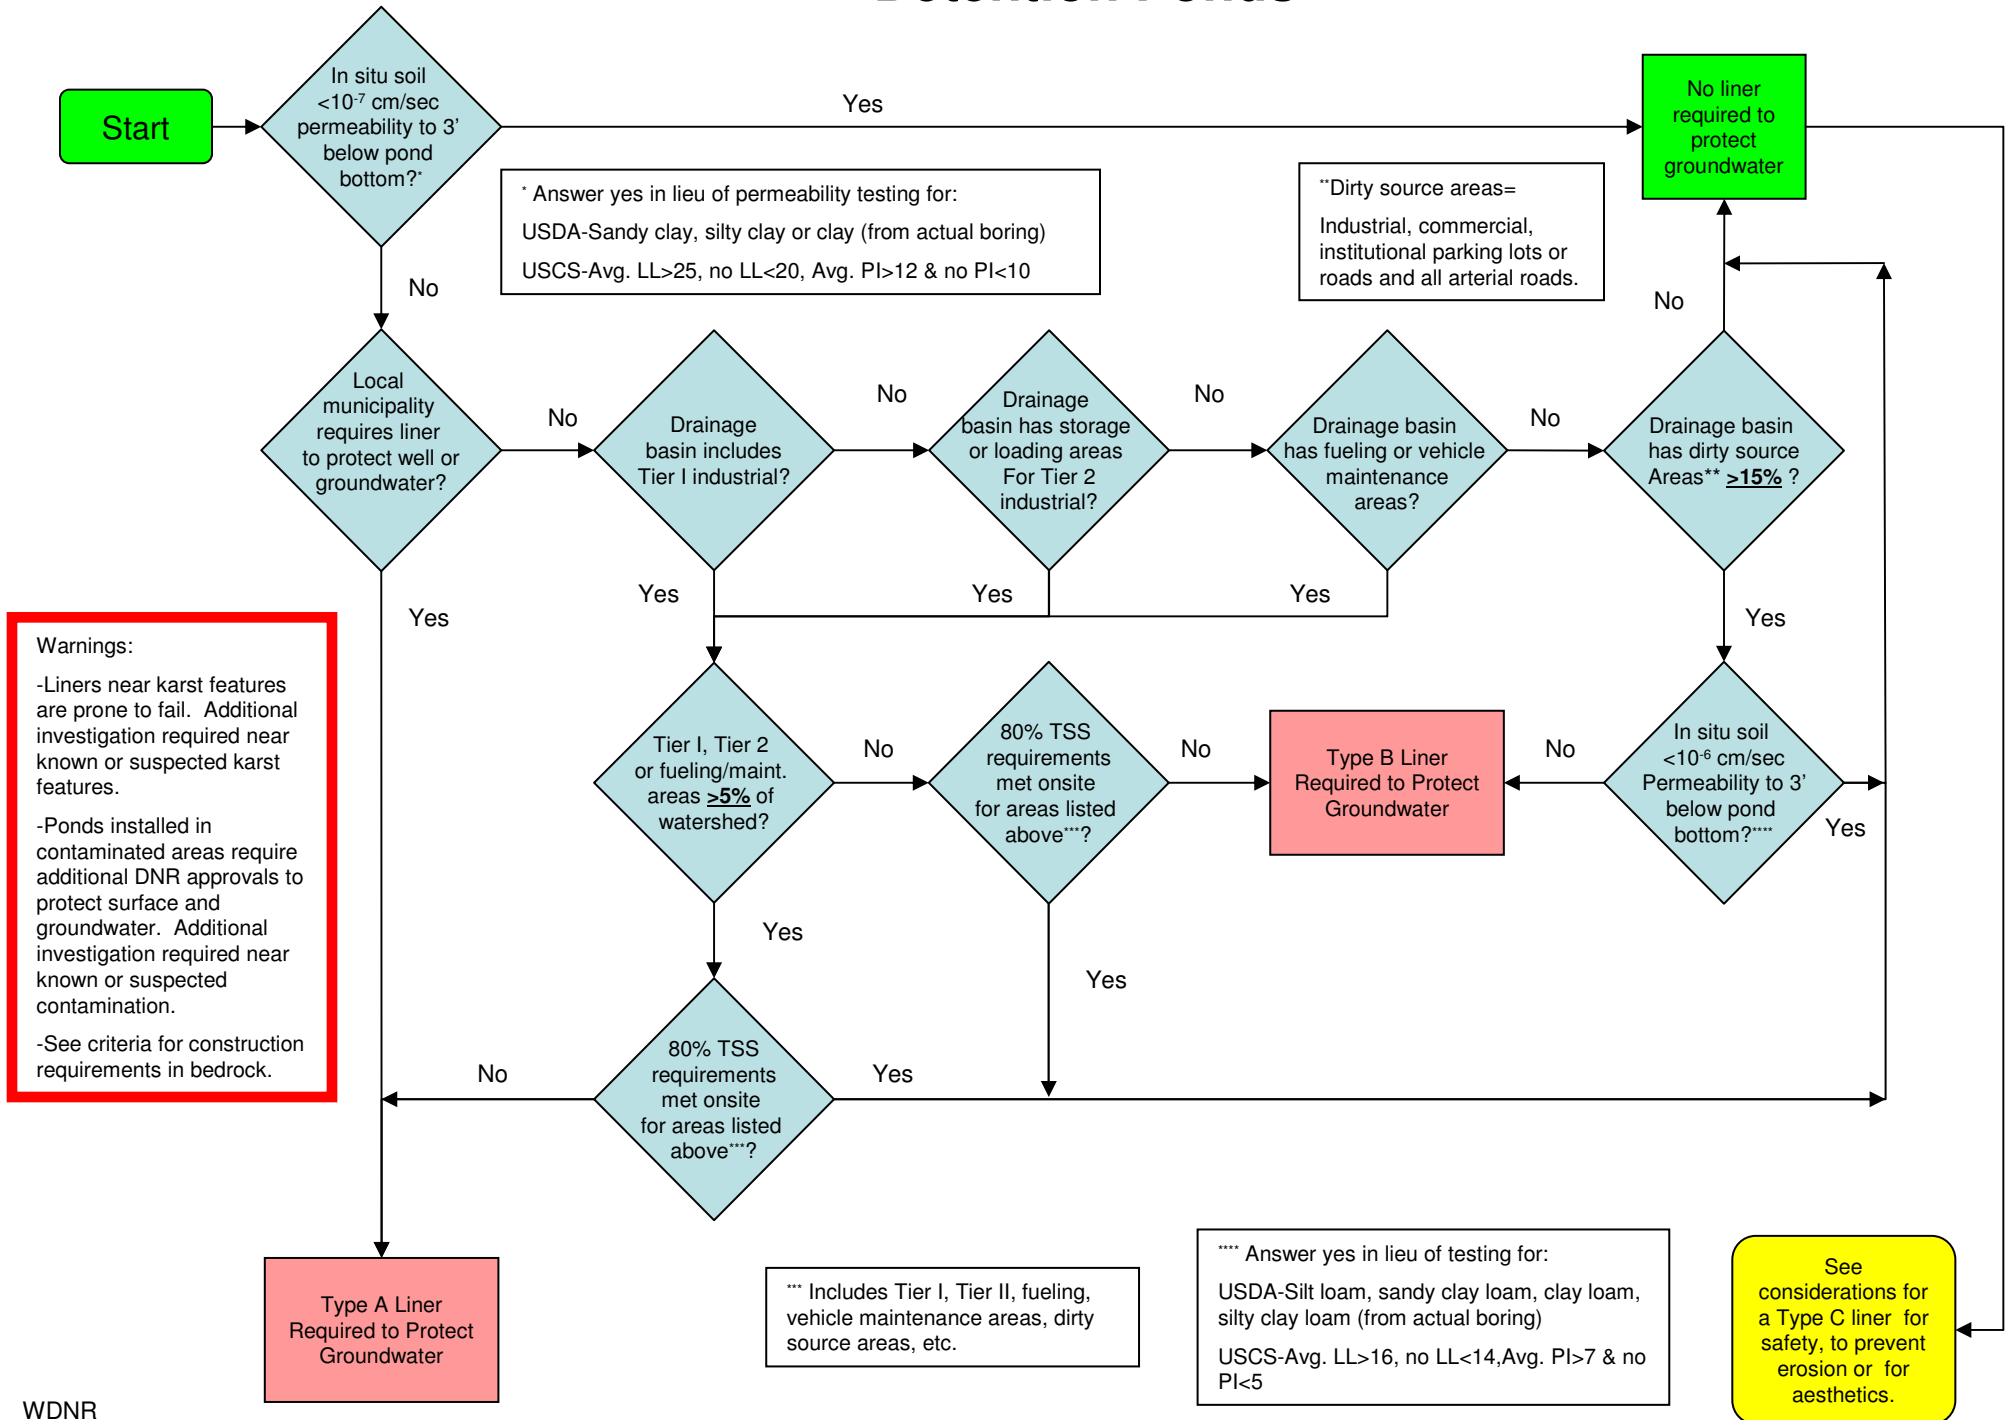 Start
In situ soil
<10-7 cm/sec
permeability to 3’
below pond
bottom?*
Yes
No liner
required to
protect
groundwater
* Answer yes in lieu of permeability testing for:
USDA-Sandy clay, silty clay or clay (from actual boring)
USCS-Avg. LL>25, no LL<20, Avg. PI>12 & no PI<10
**Dirty source areas=
Industrial, commercial,
institutional parking lots or
roads and all arterial roads.
No
No
Local
municipality
requires liner
to protect well or
groundwater?
No
Drainage
basin includes
Tier I industrial?
No
Drainage
basin has storage
or loading areas
For Tier 2
industrial?
No
Drainage basin
has fueling or vehicle
maintenance
areas?
No
Drainage basin
has dirty source
Areas** >15% ?
Yes
Yes
Yes
Yes
Yes
Warnings:
-Liners near karst features
are prone to fail. Additional
investigation required near
known or suspected karst
features.
-Ponds installed in
contaminated areas require
additional DNR approvals to
protect surface and
groundwater. Additional
investigation required near
known or suspected
contamination.
-See criteria for construction
requirements in bedrock.
Tier I, Tier 2
or fueling/maint.
areas >5% of
watershed?
No
80% TSS
requirements
met onsite
for areas listed
above***?
No
Type B Liner
Required to Protect
Groundwater
No
In situ soil
<10-6 cm/sec
Permeability to 3’
below pond
bottom?****
Yes
Yes
Yes
80% TSS
requirements
met onsite
for areas listed
above***?
No
Yes
Type A Liner
Required to Protect
Groundwater
*** Includes Tier I, Tier II, fueling,
vehicle maintenance areas, dirty
source areas, etc.
**** Answer yes in lieu of testing for:
USDA-Silt loam, sandy clay loam, clay loam,
silty clay loam (from actual boring)
USCS-Avg. LL>16, no LL<14,Avg. PI>7 & no
PI<5
See
considerations for
a Type C liner for
safety, to prevent
erosion or for
aesthetics.
WDNR